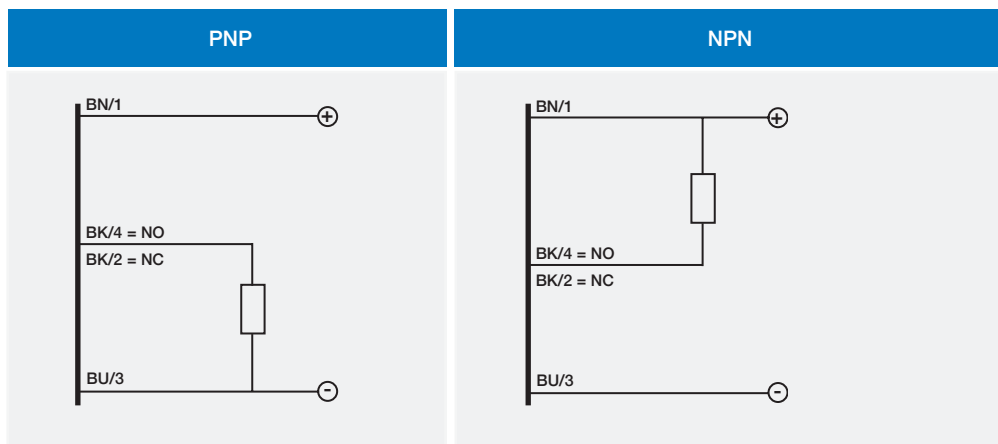 PNP
BN/1
+
BK/4 = NO
BK/2 = NC
BU/3
-
NPN
BN/1
+
BK/4 = NO
BK/2 = NC
BU/3
-